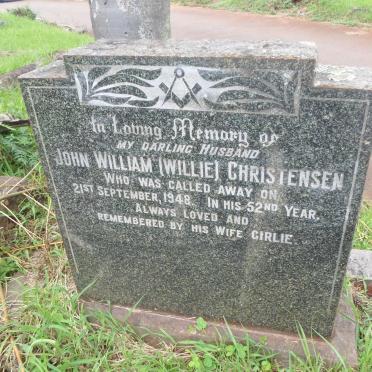 In Loving Memory of
MY DARLING HUSBAND
JOHN WILLIAM (WILLIE) CHRISTENSEN
WHO WAS CALLED AWAY ON
21ST SEPTEMBER, 1948. IN HIS 52ND YEAR.
ALWAYS LOVED AND
REMEMBERED BY HIS WIFE GIRLIE.